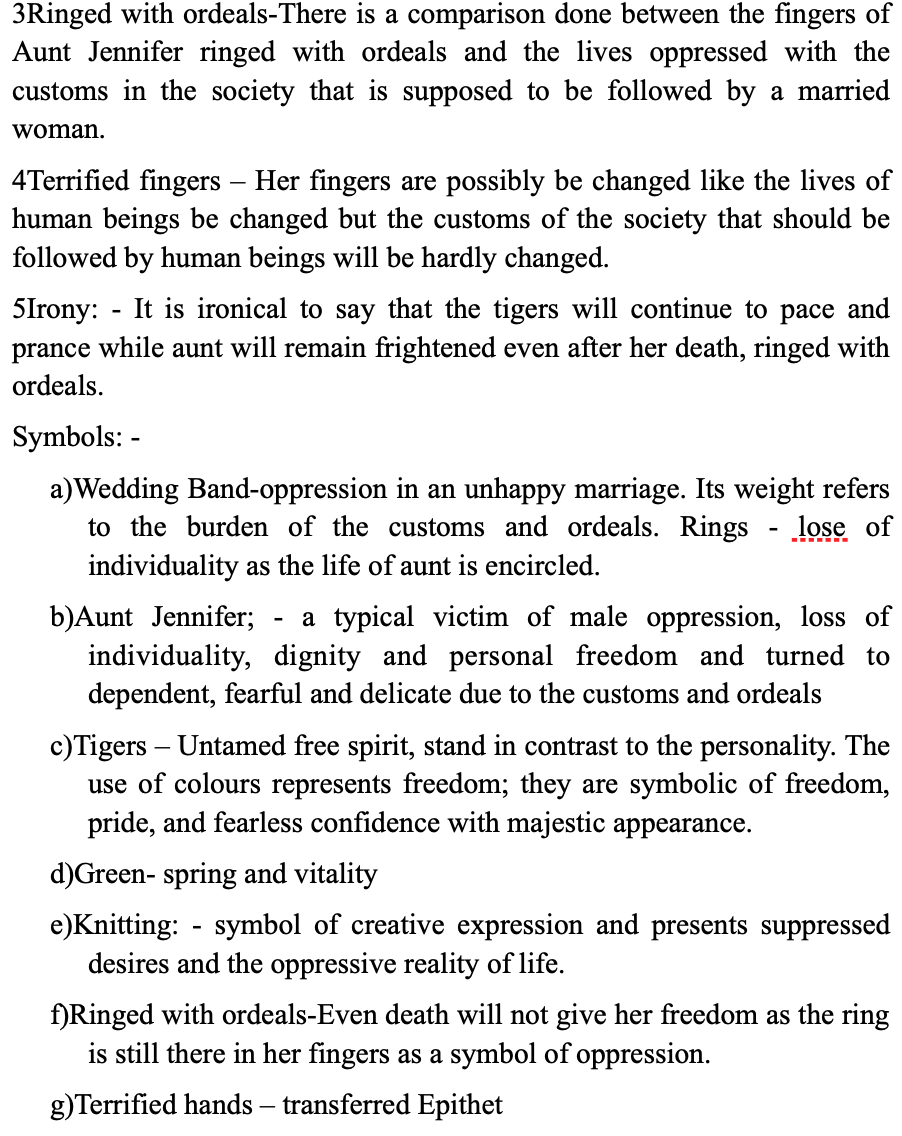 3Ringed with ordeals-There is a comparison done between the fingers of
Aunt Jennifer ringed with ordeals and the lives oppressed with the
customs in the society that is supposed to be followed by a married
woman.
4Terrified fingers – Her fingers are possibly be changed like the lives of
human beings be changed but the customs of the society that should be
followed by human beings will be hardly changed.
5Irony: - It is ironical to say that the tigers will continue to pace and
prance while aunt will remain frightened even after her death, ringed with
ordeals.
Symbols: -
a)Wedding Band-oppression in an unhappy marriage. Its weight refers
to the burden of the customs and ordeals. Rings - lose of
individuality as the life of aunt is encircled.
b)Aunt Jennifer; - a typical victim of male oppression, loss of
individuality, dignity and personal freedom and turned to
dependent, fearful and delicate due to the customs and ordeals
c)Tigers – Untamed free spirit, stand in contrast to the personality. The
use of colours represents freedom; they are symbolic of freedom,
pride, and fearless confidence with majestic appearance.
d)Green- spring and vitality
e)Knitting: - symbol of creative expression and presents suppressed
desires and the oppressive reality of life.
f)Ringed with ordeals-Even death will not give her freedom as the ring
is still there in her fingers as a symbol of oppression.
g)Terrified hands – transferred Epithet